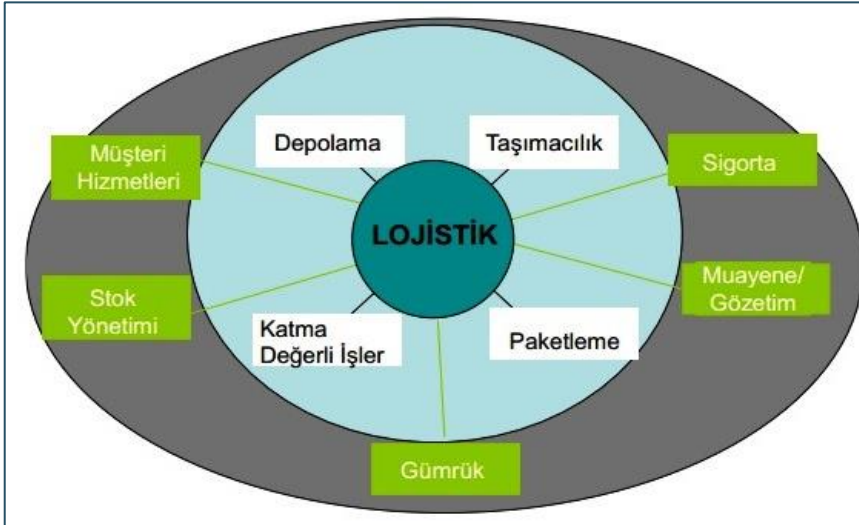 Depolama
Taşımacılık
Müşteri
Hizmetleri
Sigorta
LOJİSTİK
Stok
Yönetimi
Muayene/
Gözetim
Katma
Değerli İşler
Paketleme
Gümrük